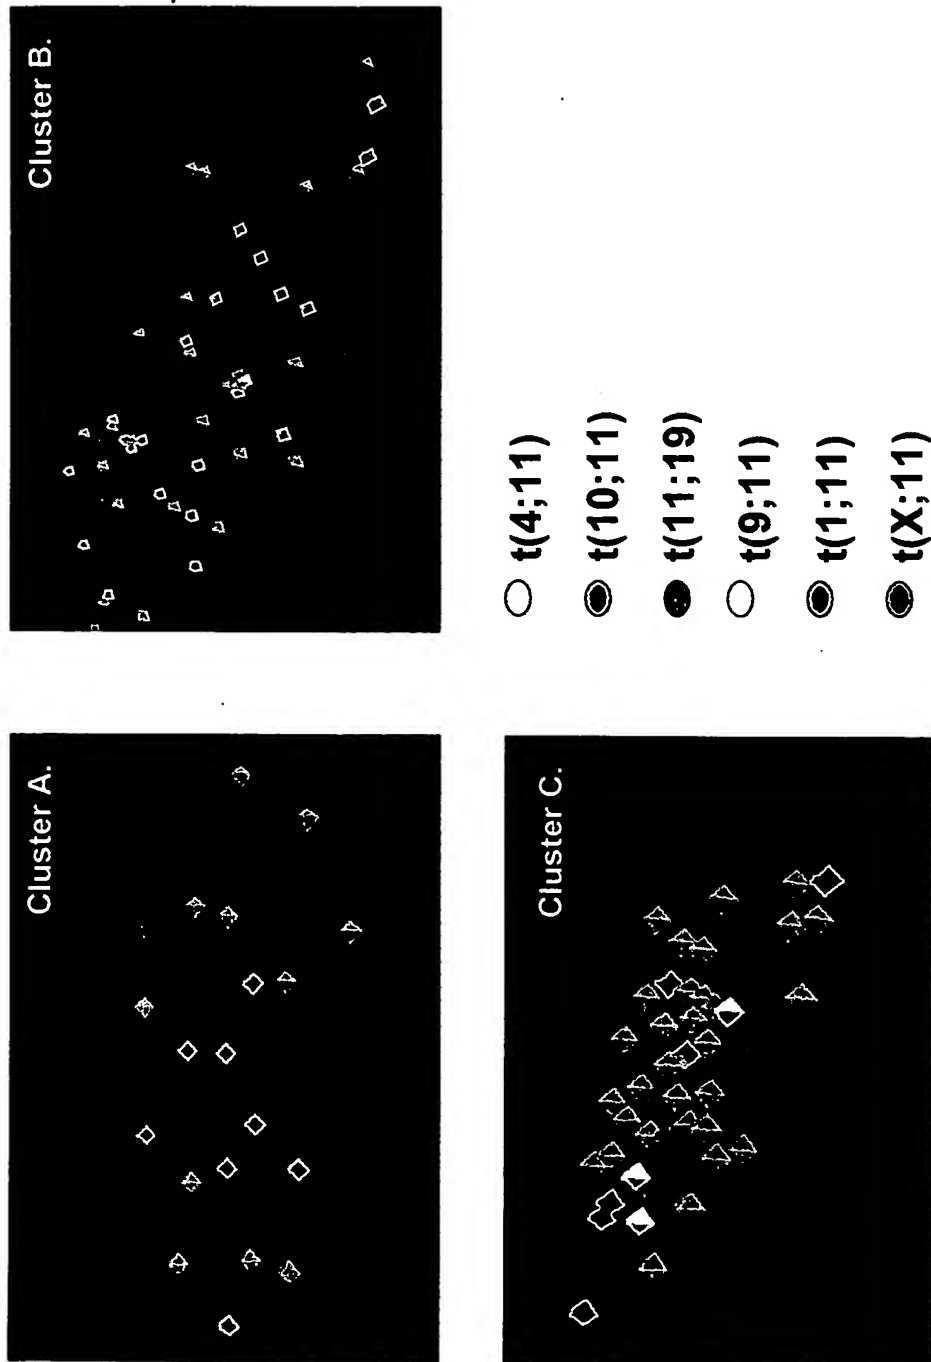 Cluster A.
Cluster B.
Cluster C.
t(4;11)
t(10;11)
t(11;19)
t(9;11)
t(1;11)
t(X;11)